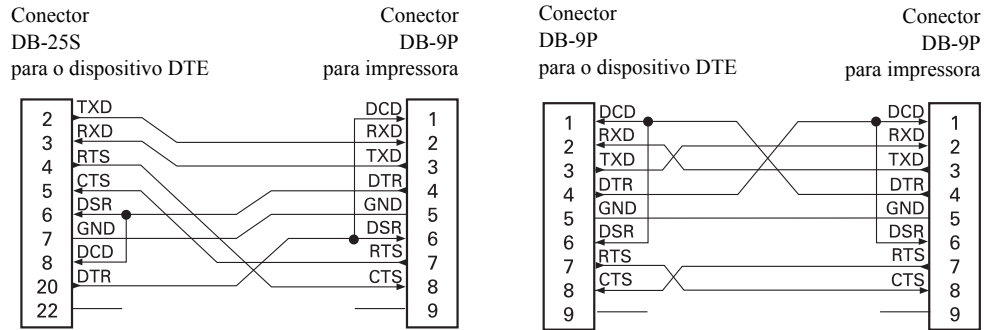 Conector
DB-25S
para o dispositivo DTE
Conector
DB-9P
para impressora
2 TXD DCD 1
3 RXD RXD 2
4 RTS TXD 3
5 CTS DTR 4
6 DSR GND 5
7 GND DSR 6
8 DCD RTS 7
20 DTR CTS 8
22 9
Conector
DB-9P
para o dispositivo DTE
Conector
DB-9P
para impressora
1 DCD DCD 1
2 RXD RXD 2
3 TXD TXD 3
4 DTR DTR 4
5 GND GND 5
6 DSR DSR 6
7 RTS RTS 7
8 CTS CTS 8
9 9